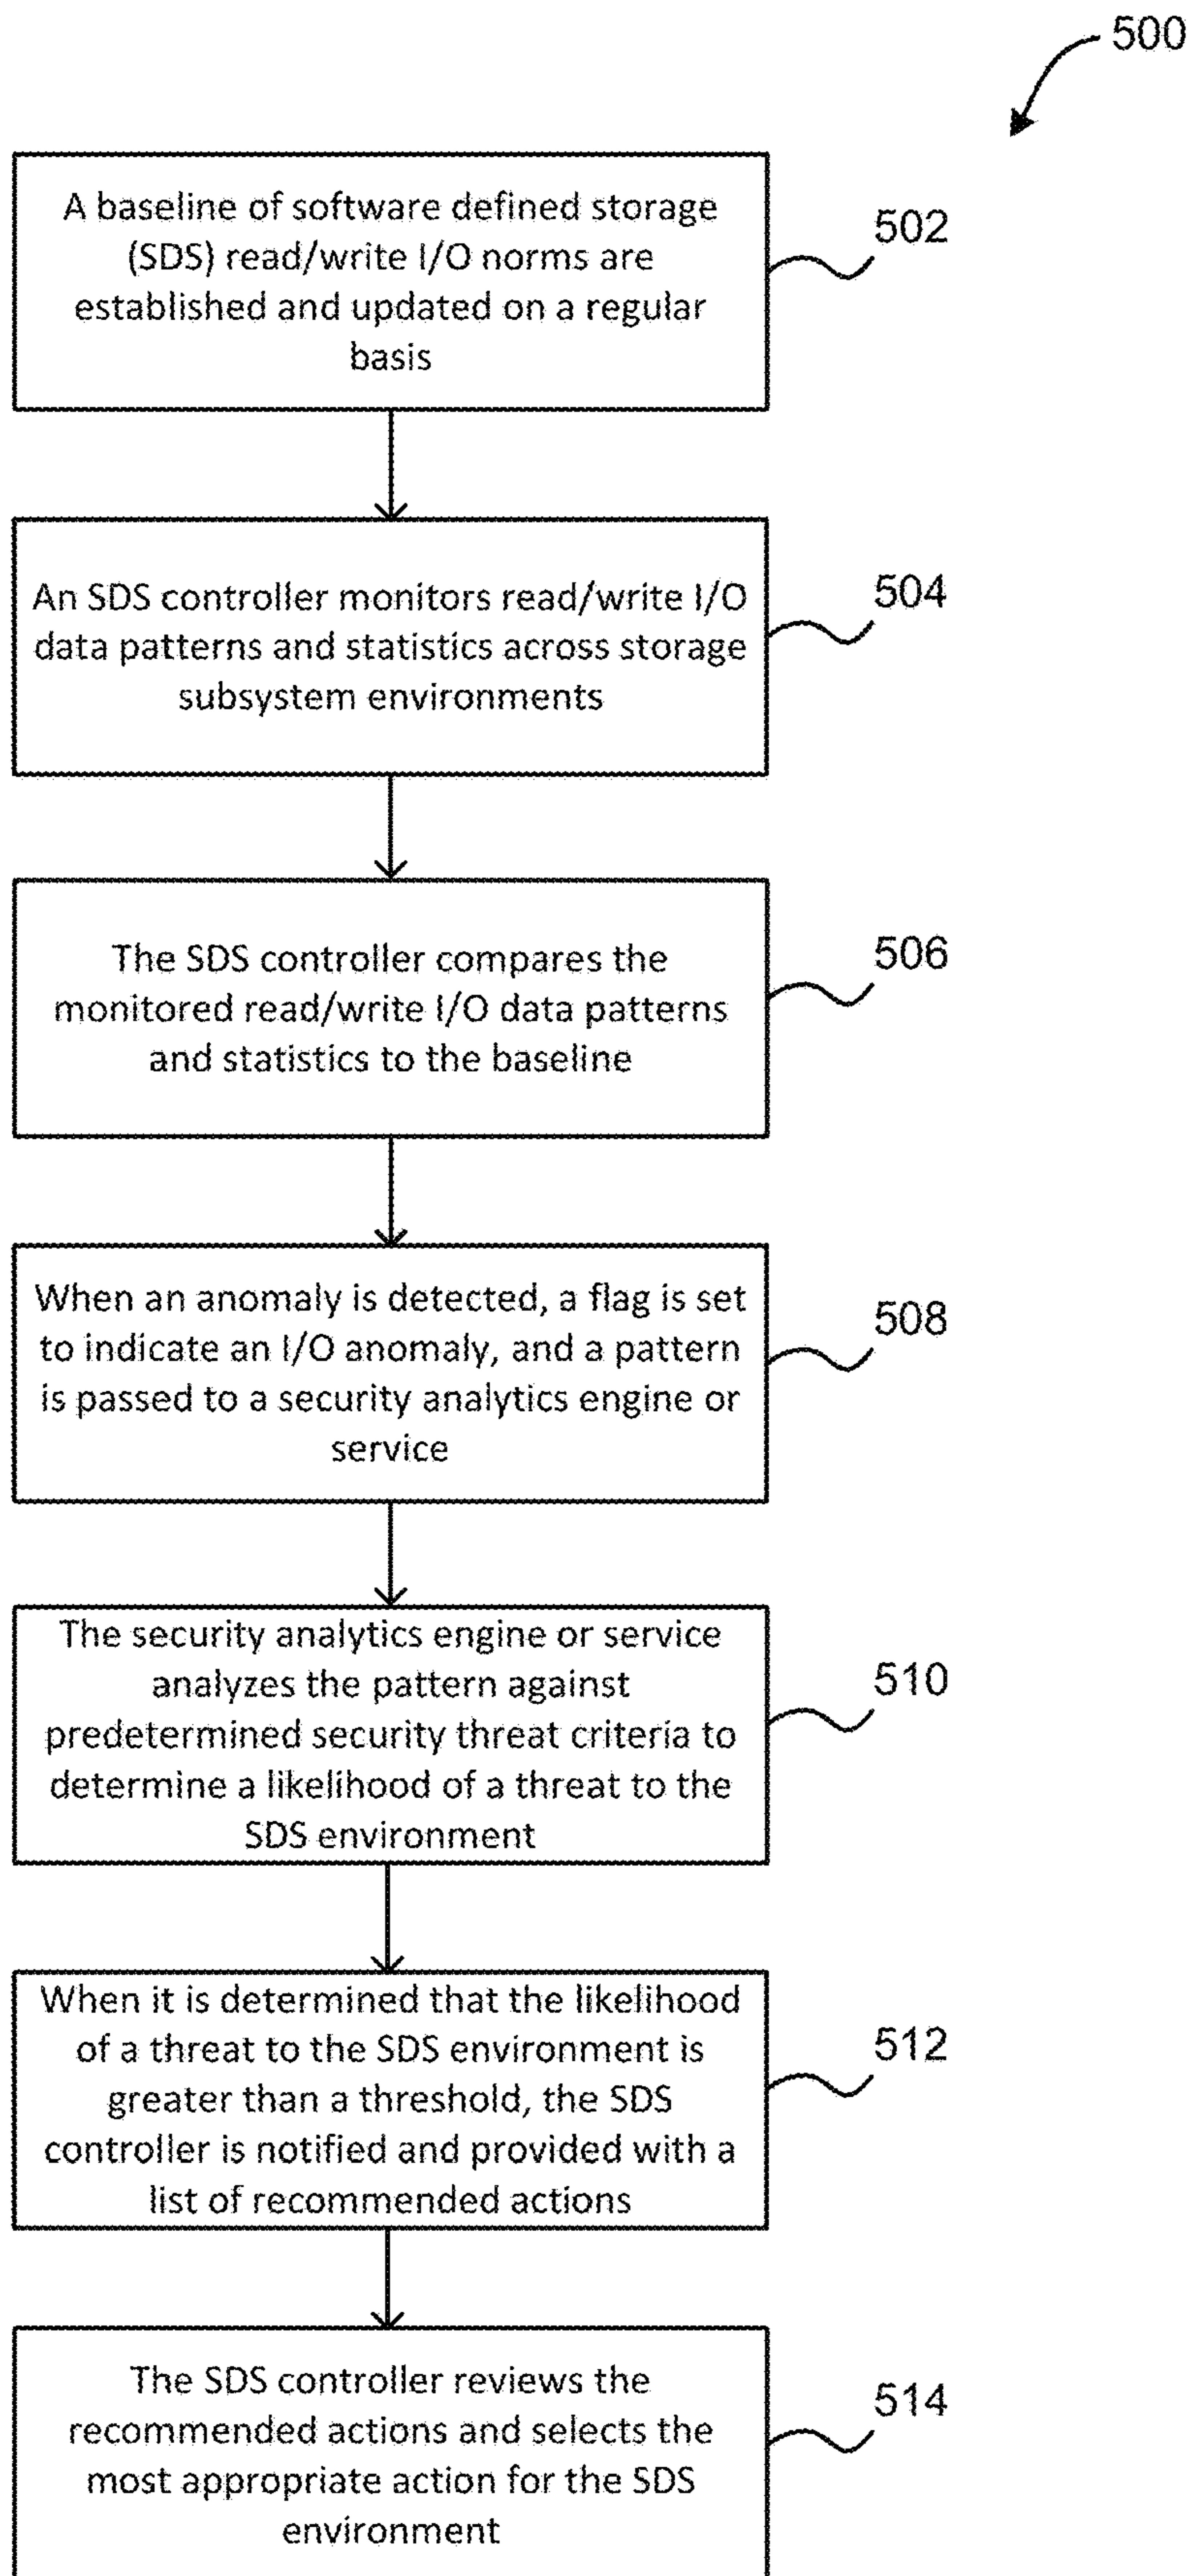 500
A baseline of software defined storage
(SDS) read/write I/O norms are
established and updated on a regular
basis
502
An SDS controller monitors read/write I/O
data patterns and statistics across storage
subsystem environments
504
The SDS controller compares the
monitored read/write I/O data patterns
and statistics to the baseline
506
When an anomaly is detected, a flag is set
to indicate an I/O anomaly, and a pattern
is passed to a security analytics engine or
service
508
The security analytics engine or service
analyzes the pattern against
predetermined security threat criteria to
determine a likelihood of a threat to the
SDS environment
510
When it is determined that the likelihood
of a threat to the SDS environment is
greater than a threshold, the SDS
controller is notified and provided with a
list of recommended actions
512
The SDS controller reviews the
recommended actions and selects the
most appropriate action for the SDS
environment
514